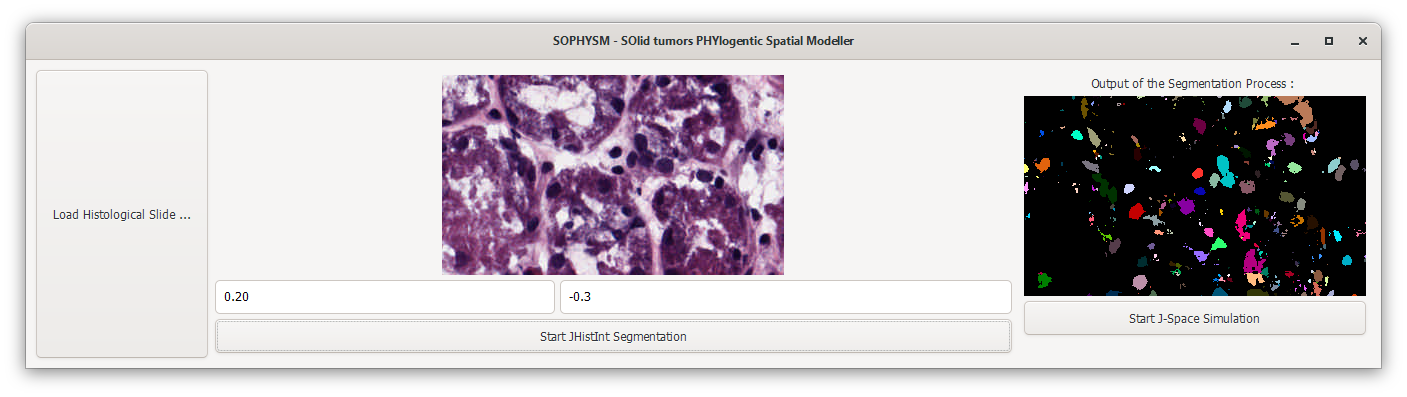 SOPHYSM - SOlid tumors PHYlogentic Spatial Modeller
Load Histological Slide ...
0.20
-0.3
Start JHistInt Segmentation
Output of the Segmentation Process :
Start J-Space Simulation